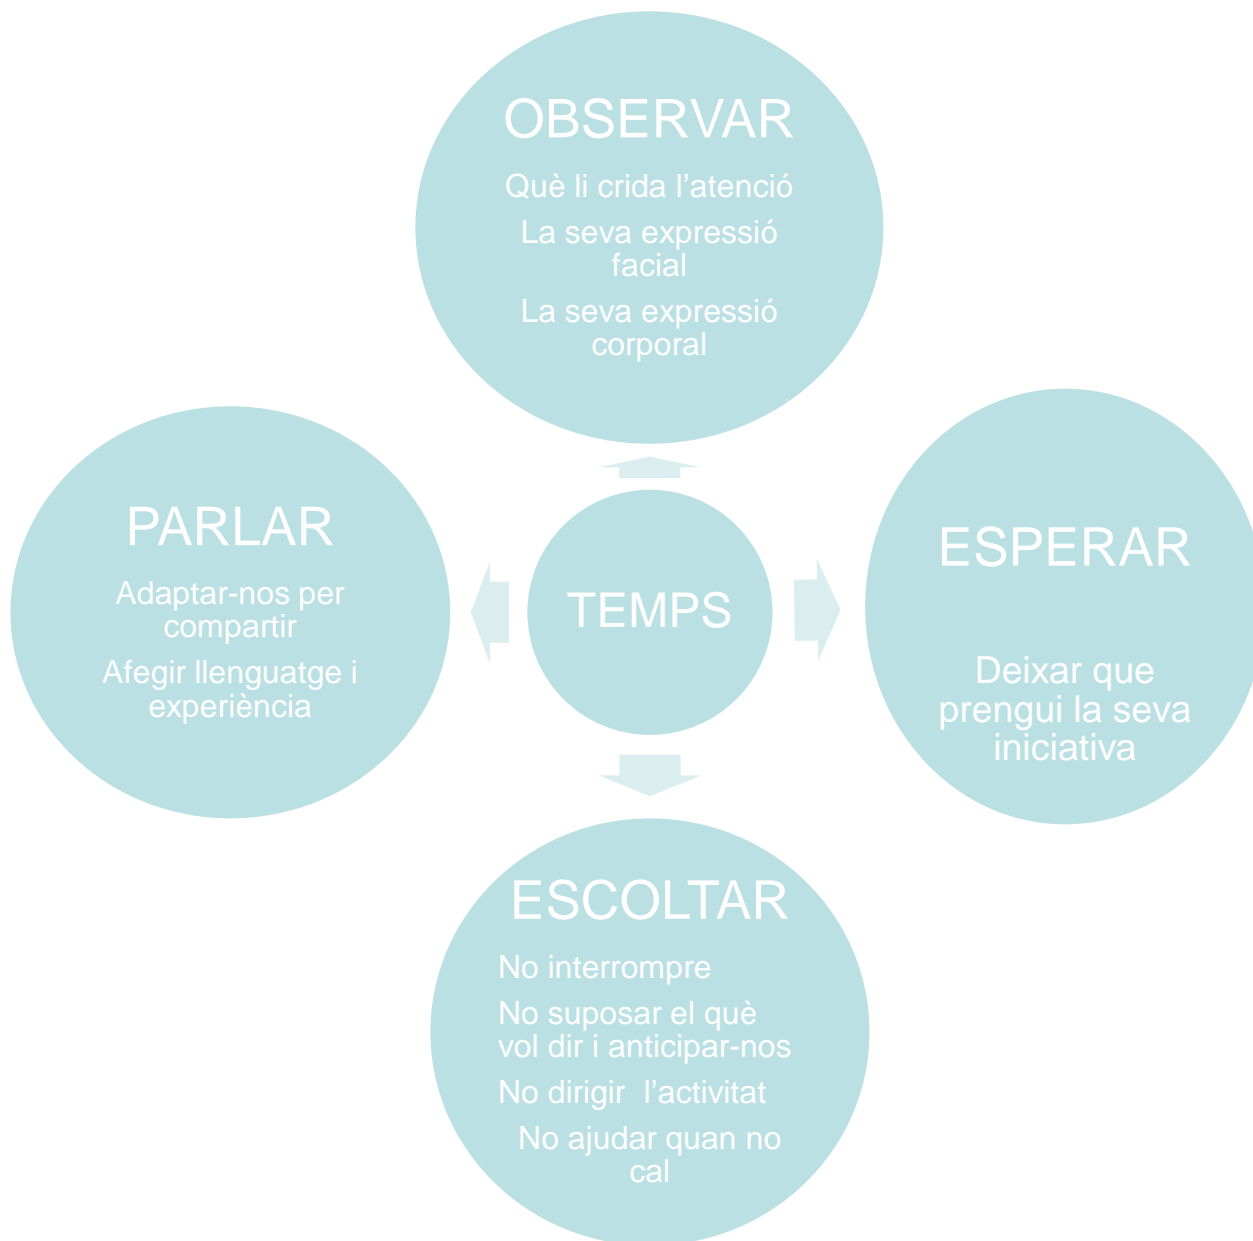 OBSERVAR
Què li crida l’atenció
La seva expressió
facial
La seva expressió
corporal
PARLAR
Adaptar-nos per
compartir
Afegir llenguatge i
experiència
TEMPS
ESPERAR
Deixar que
prengui la seva
iniciativa
ESCOLTAR
No interrompre
No suposar el què
vol dir i anticipar-nos
No dirigir  l’activitat
No ajudar quan no
cal